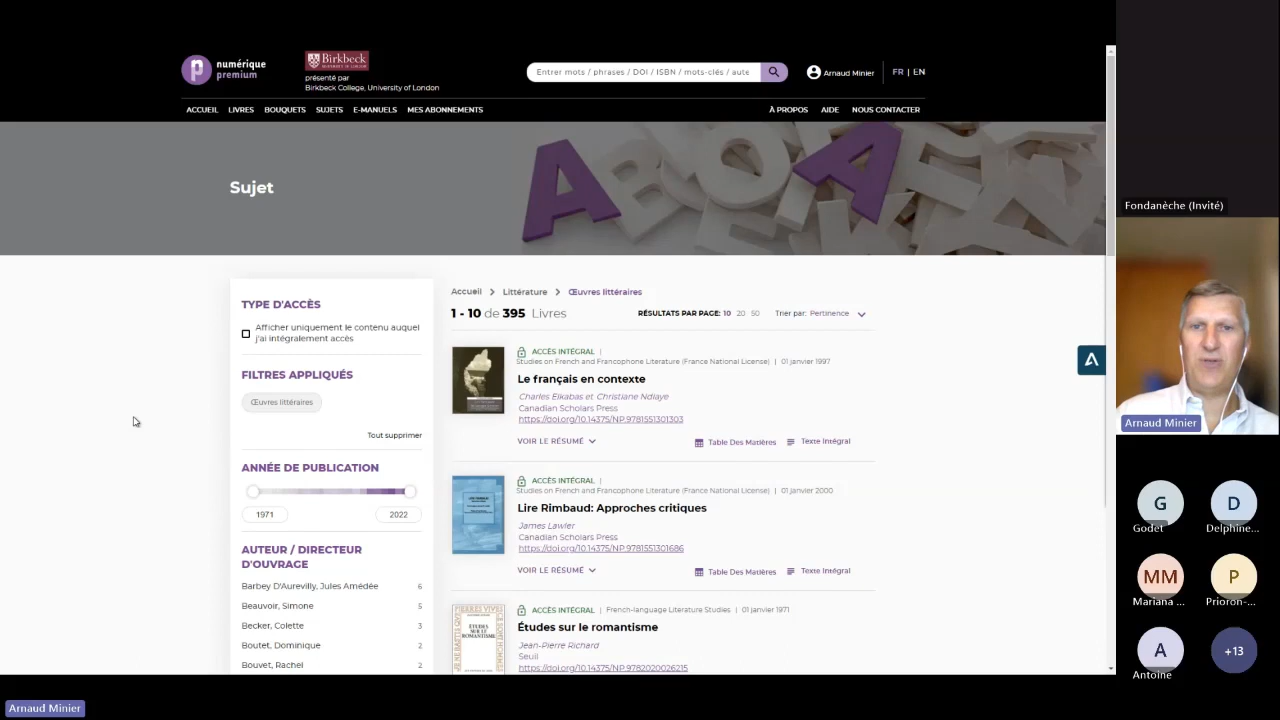 numérique
premium
Birkbeck
UNIVERSITY OF LONDON
présenté par
Birkbeck College, University of London
Entrer mots / phrases / DOI / ISBN / mots-clés / aute
Arnaud Minier
FR | EN
ACCUEIL LIVRES BOUQUETS SUJETS E-MANUELS MES ABONNEMENTS
À PROPOS AIDE NOUS CONTACTER
Sujet
TYPE D'ACCÈS
Afficher uniquement le contenu auquel
j'ai intégralement accès
FILTRES APPLIQUÉS
Œuvres littéraires
Tout supprimer
ANNÉE DE PUBLICATION
1971 2022
AUTEUR / DIRECTEUR
D'OUVRAGE
Barbey D'Aurevilly, Jules Amédée 6
Beauvoir, Simone 5
Becker, Colette 3
Boutet, Dominique 2
Bouvet, Rachel 2
Accueil > Littérature > Œuvres littéraires
1 - 10 de 395 Livres
RÉSULTATS PAR PAGE: 10 20 50 Trier par: Pertinence
ACCÈS INTÉGRAL |
Studies on French and Francophone Literature (France National License) | 01 janvier 1997
Le français en contexte
Charles Elkabas et Christiane Ndiaye
Canadian Scholars Press
https://doi.org/10.14375/NP.9781551301303
VOIR LE RÉSUMÉ Table Des Matières Texte Intégral
ACCÈS INTÉGRAL |
Studies on French and Francophone Literature (France National License) | 01 janvier 2000
Lire Rimbaud: Approches critiques
James Lawler
Canadian Scholars Press
https://doi.org/10.14375/NP.9781551301686
VOIR LE RÉSUMÉ Table Des Matières Texte Intégral
ACCÈS INTÉGRAL | French-language Literature Studies | 01 janvier 1971
PIERRES VIVES
ÉTUDES
SUR LE
ROMANTISME
Études sur le romantisme
Jean-Pierre Richard
Seuil
https://doi.org/10.14375/NP.9782020026215
Fondanèche (Invité)
Arnaud Minier
G
Godet
D
Delphine...
MM
Mariana ...
P
Prioron-...
A
Antoine
+13
Arnaud Minier